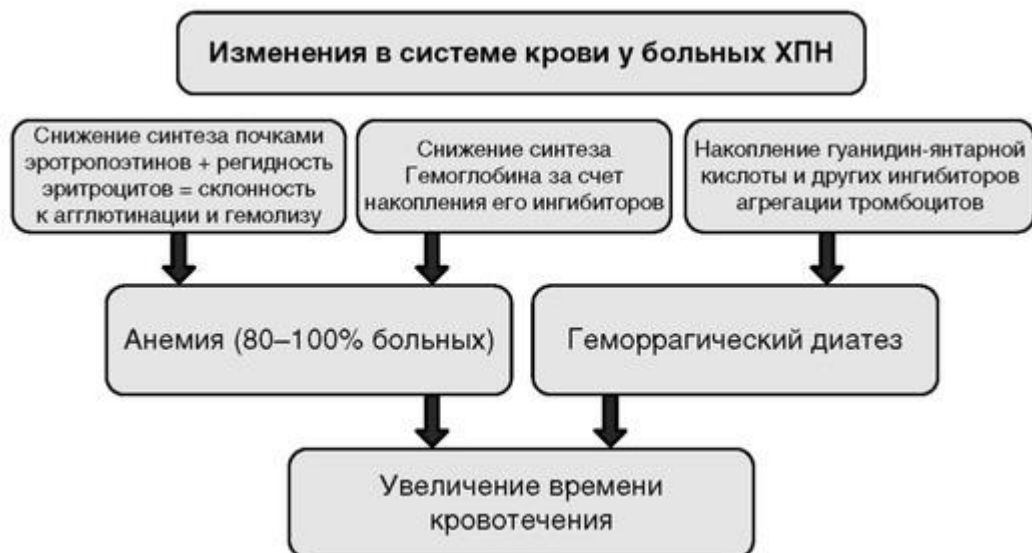 Изменения в системе крови у больных ХПН
Снижение синтеза почками
эротропоэтинов + регидность
эритроцитов = склонность
к агглютинации и гемолизу
Снижение синтеза
Гемоглобина за счет
накопления его ингибиторов
Накопление гуанидин-янтарной
кислоты и других ингибиторов
агрегации тромбоцитов
Анемия (80–100% больных)
Геморрагический диатез
Увеличение времени
кровотечения